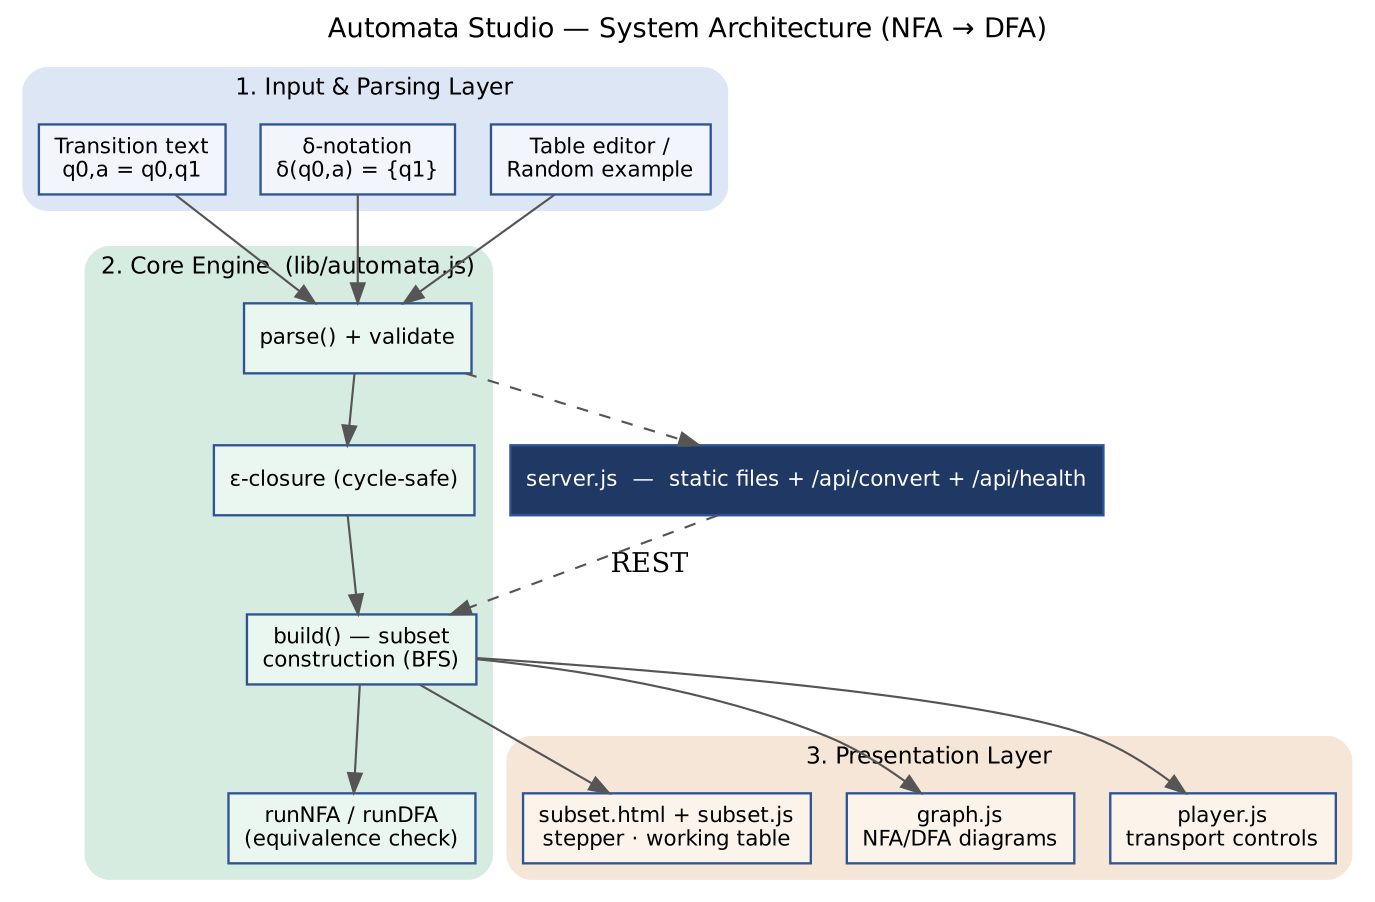 Automata Studio — System Architecture (NFA → DFA)
1. Input & Parsing Layer
Transition text
q0,a = q0,q1
δ-notation
δ(q0,a) = {q1}
Table editor /
Random example
2. Core Engine  (lib/automata.js)
parse() + validate
ε-closure (cycle-safe)
server.js  —  static files + /api/convert + /api/health
REST
build() — subset
construction (BFS)
3. Presentation Layer
runNFA / runDFA
(equivalence check)
subset.html + subset.js
stepper · working table
graph.js
NFA/DFA diagrams
player.js
transport controls